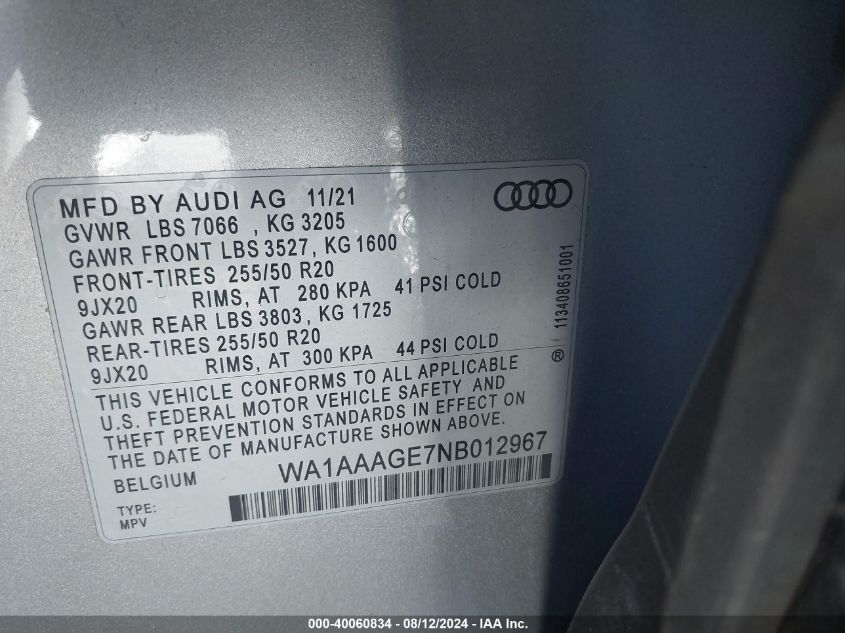 MFD BY AUDI AG 11/21
GVWR LBS 7066 , KG 3205
GAWR FRONT LBS 3527, KG 1600
FRONT-TIRES 255/50 R20
9JX20 RIMS, AT 280 KPA 41 PSI COLD
GAWR REAR LBS 3803, KG 1725
REAR-TIRES 255/50 R20
9JX20 RIMS, AT 300 KPA 44 PSI COLD
113408651001
®
THIS VEHICLE CONFORMS TO ALL APPLICABLE
U.S. FEDERAL MOTOR VEHICLE SAFETY AND
THEFT PREVENTION STANDARDS IN EFFECT ON
THE DATE OF MANUFACTURE SHOWN ABOVE.
WA1AAAGE7NB012967
BELGIUM
TYPE:
MPV
000-40060834 - 08/12/2024 - IAA Inc.